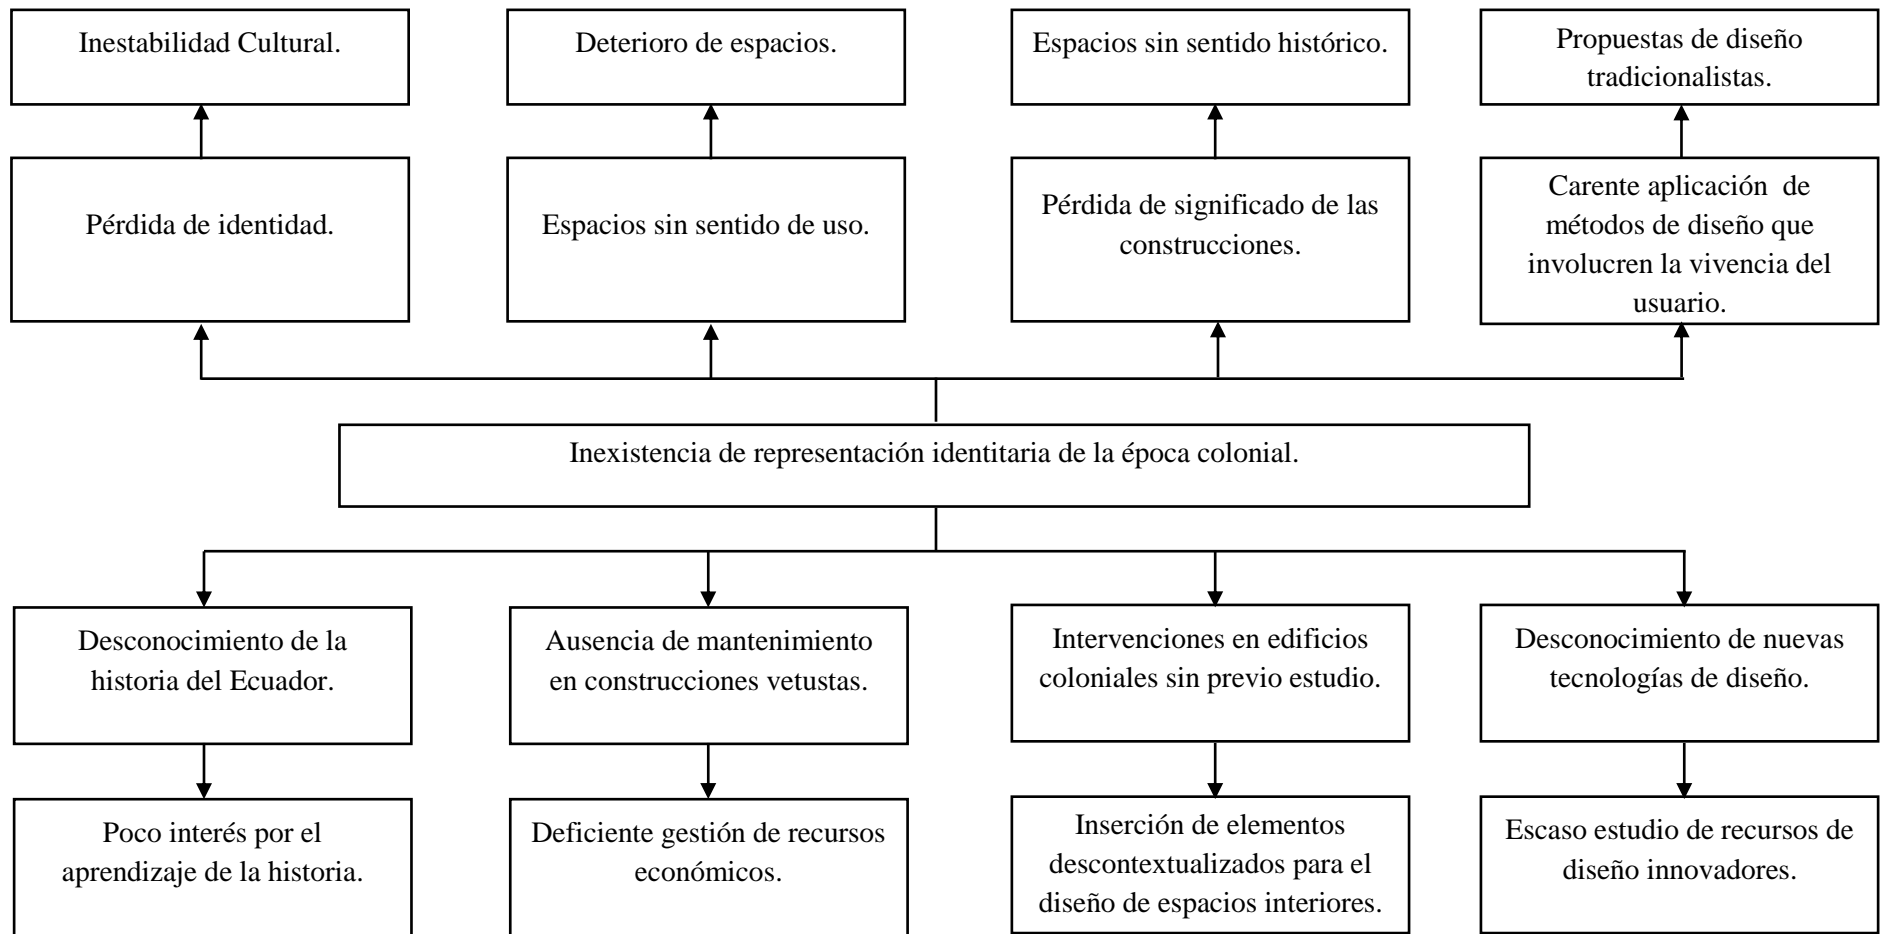 Inestabilidad Cultural.
Deterioro de espacios.
Espacios sin sentido histórico.
Propuestas de diseño
tradicionalistas.
Pérdida de identidad.
Espacios sin sentido de uso.
Pérdida de significado de las
construcciones.
Carente aplicación  de
métodos de diseño que
involucren la vivencia del
usuario.
Inexistencia de representación identitaria de la época colonial.
Desconocimiento de la
historia del Ecuador.
Ausencia de mantenimiento
en construcciones vetustas.
Intervenciones en edificios
coloniales sin previo estudio.
Desconocimiento de nuevas
tecnologías de diseño.
Poco interés por el
aprendizaje de la historia.
Deficiente gestión de recursos
económicos.
Inserción de elementos
descontextualizados para el
diseño de espacios interiores.
Escaso estudio de recursos de
diseño innovadores.